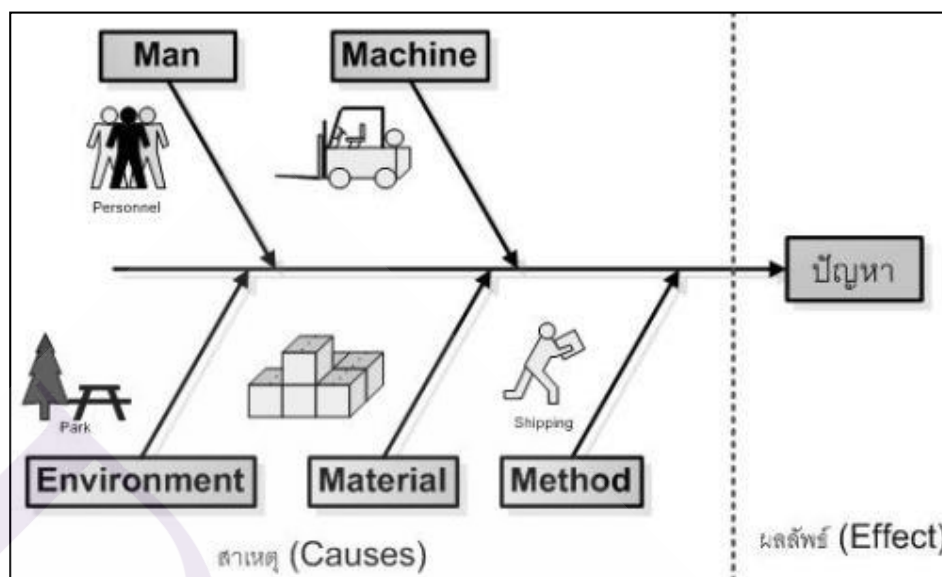 Man
Machine
Personnel
ปัญหา
Park
Shipping
Environment
Material
Method
สาเหตุ (Causes)
ผลลัพธ์ (Effect)